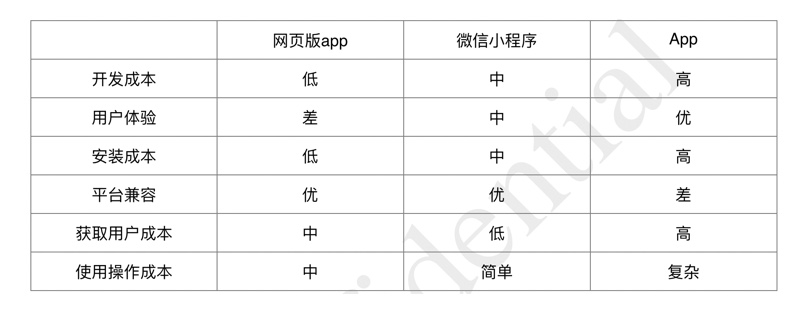 网页版app 微信小程序 App
开发成本 低 中 高
用户体验 差 中 优
安装成本 低 中 高
平台兼容 优 优 差
获取用户成本 中 低 高
使用操作成本 中 简单 复杂